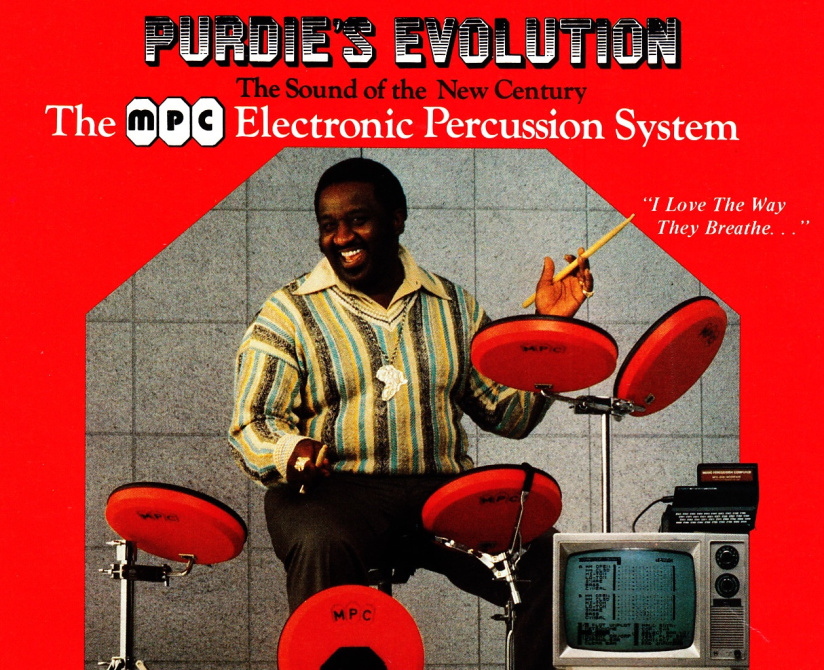 PURDIE'S EVOLUTION
The Sound of the New Century
The MPC Electronic Percussion System
"I Love The Way
They Breathe. . ."
MPC
MPC
MPC
MPC
MPC